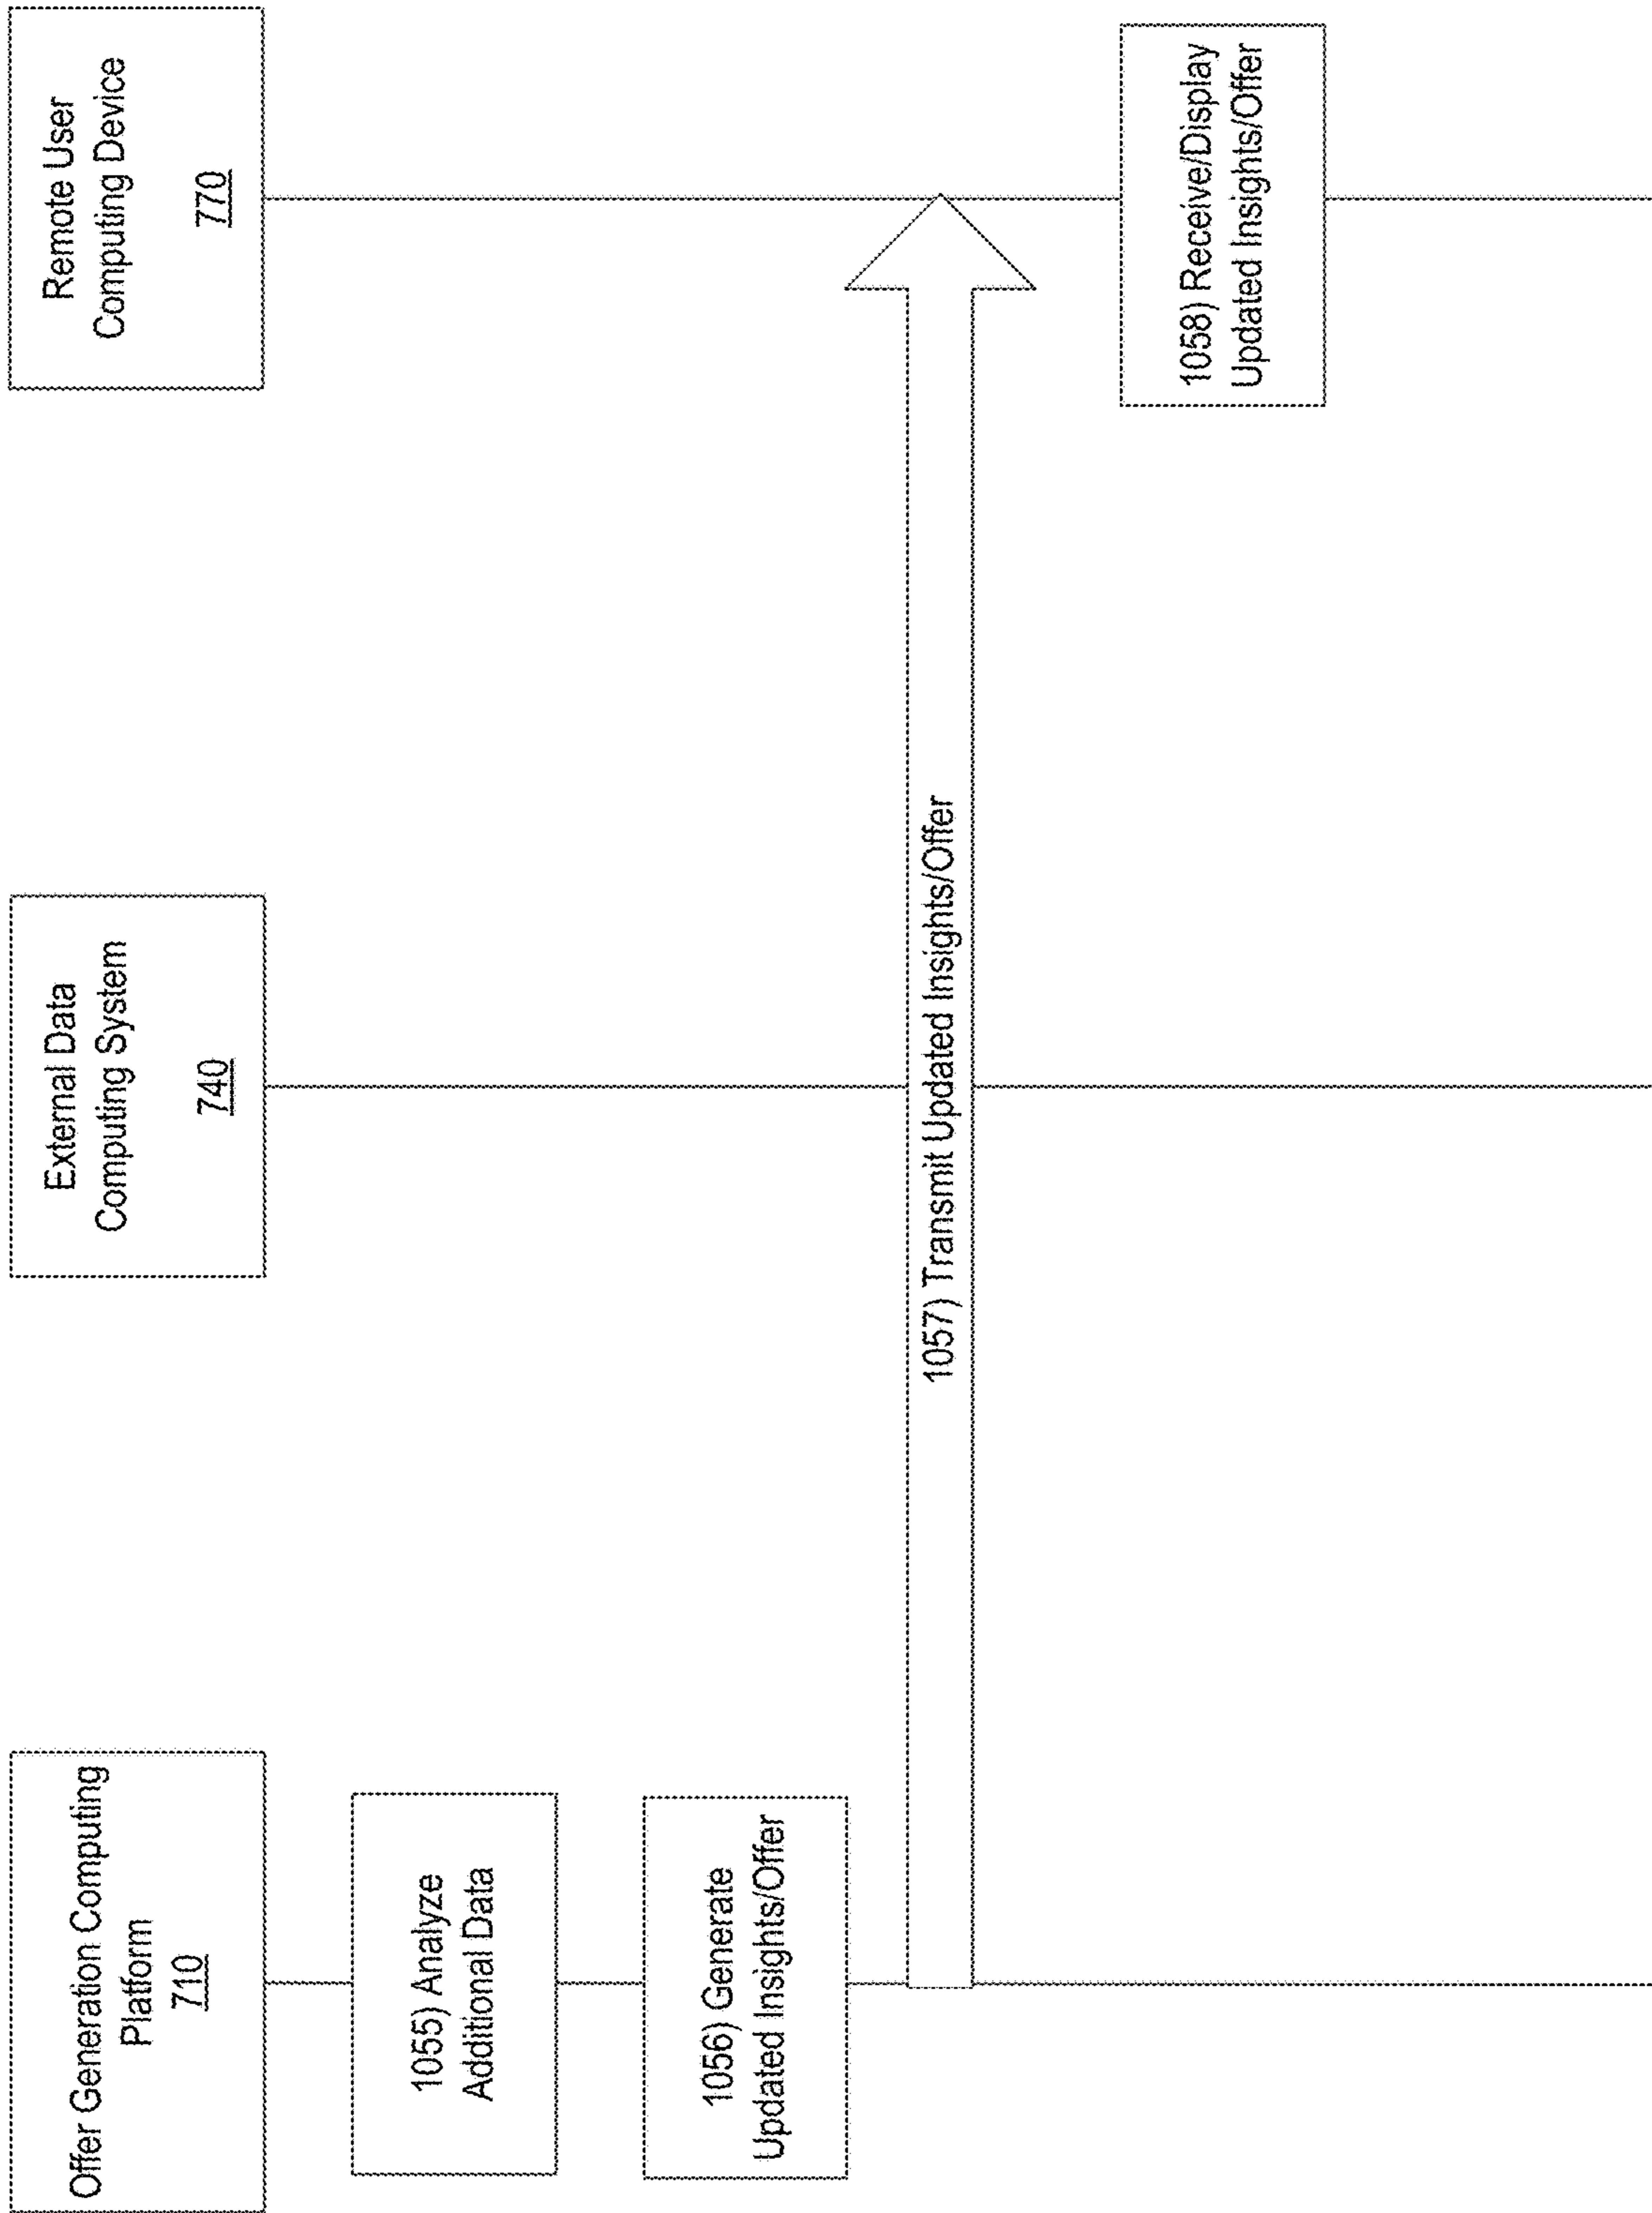 Offer Generation Computing
Platform
710
External Data
Computing System
740
Remote User
Computing Device
770
1055) Analyze
Additional Data
1056) Generate
Updated Insights/Offer
1057) Transmit Updated Insights/Offer
1058) Receive/Display
Updated Insights/Offer